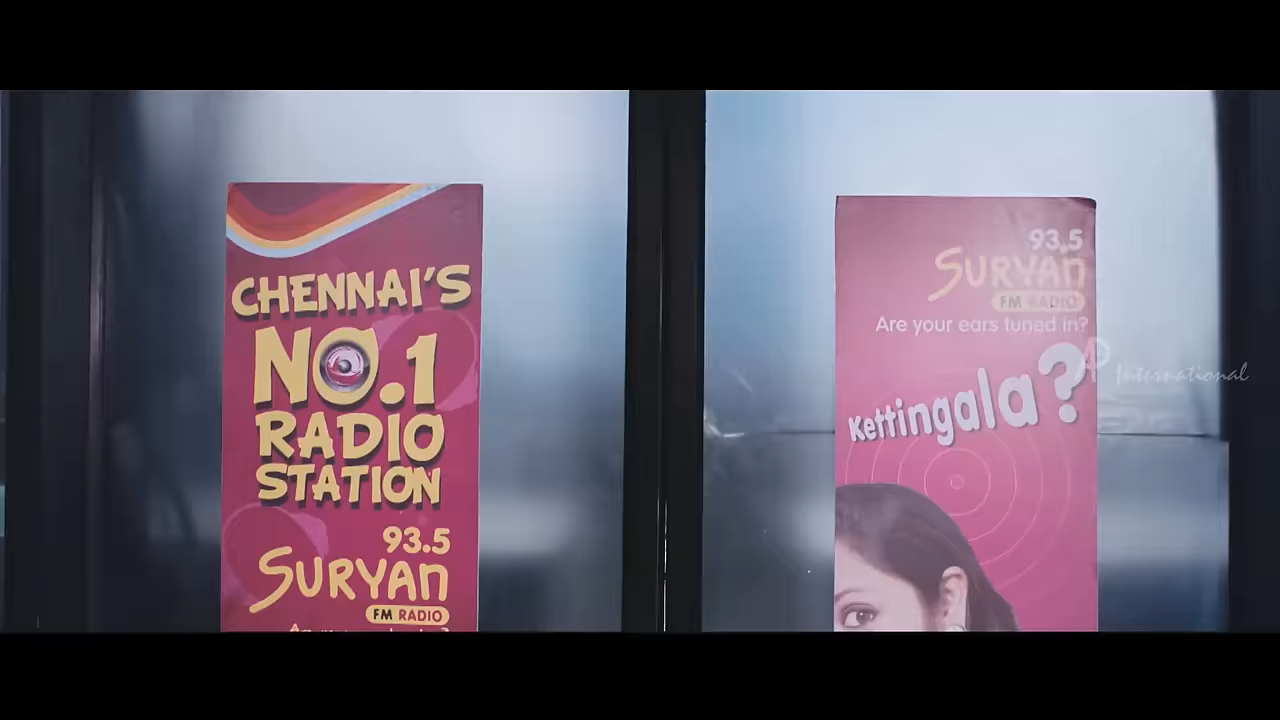 CHENNAI'S
NO.1
RADIO
STATION
93.5
SURYAN
FM RADIO
93.5
SURYAN
FM RADIO
Are your ears tuned in?
Kettingala?
AP International